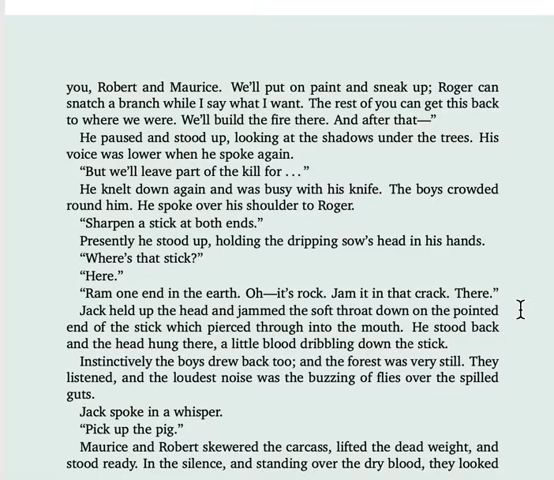 you, Robert and Maurice. We’ll put on paint and sneak up; Roger can
snatch a branch while I say what I want. The rest of you can get this back
to where we were. We’ll build the fire there. And after that—”
He paused and stood up, looking at the shadows under the trees. His
voice was lower when he spoke again.
“But we’ll leave part of the kill for . . . ”
He knelt down again and was busy with his knife. The boys crowded
round him. He spoke over his shoulder to Roger.
“Sharpen a stick at both ends.”
Presently he stood up, holding the dripping sow’s head in his hands.
“Where’s that stick?”
“Here.”
“Ram one end in the earth. Oh—it’s rock. Jam it in that crack. There.”
Jack held up the head and jammed the soft throat down on the pointed
end of the stick which pierced through into the mouth. He stood back
and the head hung there, a little blood dribbling down the stick.
Instinctively the boys drew back too; and the forest was very still. They
listened, and the loudest noise was the buzzing of flies over the spilled
guts.
Jack spoke in a whisper.
“Pick up the pig.”
Maurice and Robert skewered the carcass, lifted the dead weight, and
stood ready. In the silence, and standing over the dry blood, they looked